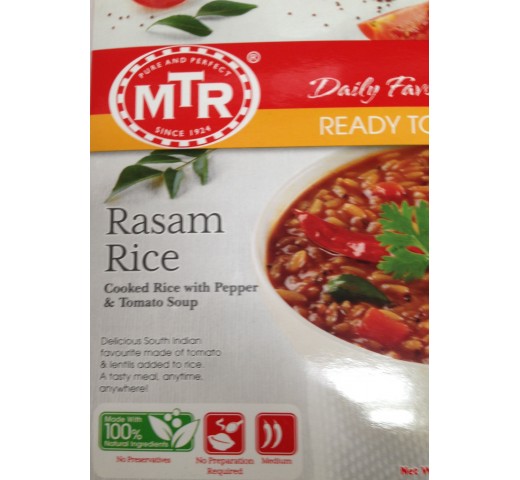 PURE AND PERFECT
MTR®
SINCE 1924
Daily
READY TO
Rasam
Rice
Cooked Rice with Pepper
& Tomato Soup
Delicious South Indian
favourite made of tomato
& lentils added to rice.
A tasty meal, anytime,
anywhere!
Made With
100%
Natural Ingredients
No Preservatives
No Preparation
Required
Medium
Net